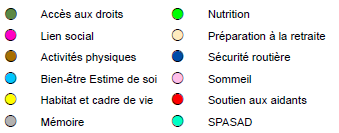 Accès aux droits
Lien social
Activités physiques
Bien-être Estime de soi
Habitat et cadre de vie
Mémoire
Nutrition
Préparation à la retraite
Sécurité routière
Sommeil
Soutien aux aidants
SPASAD